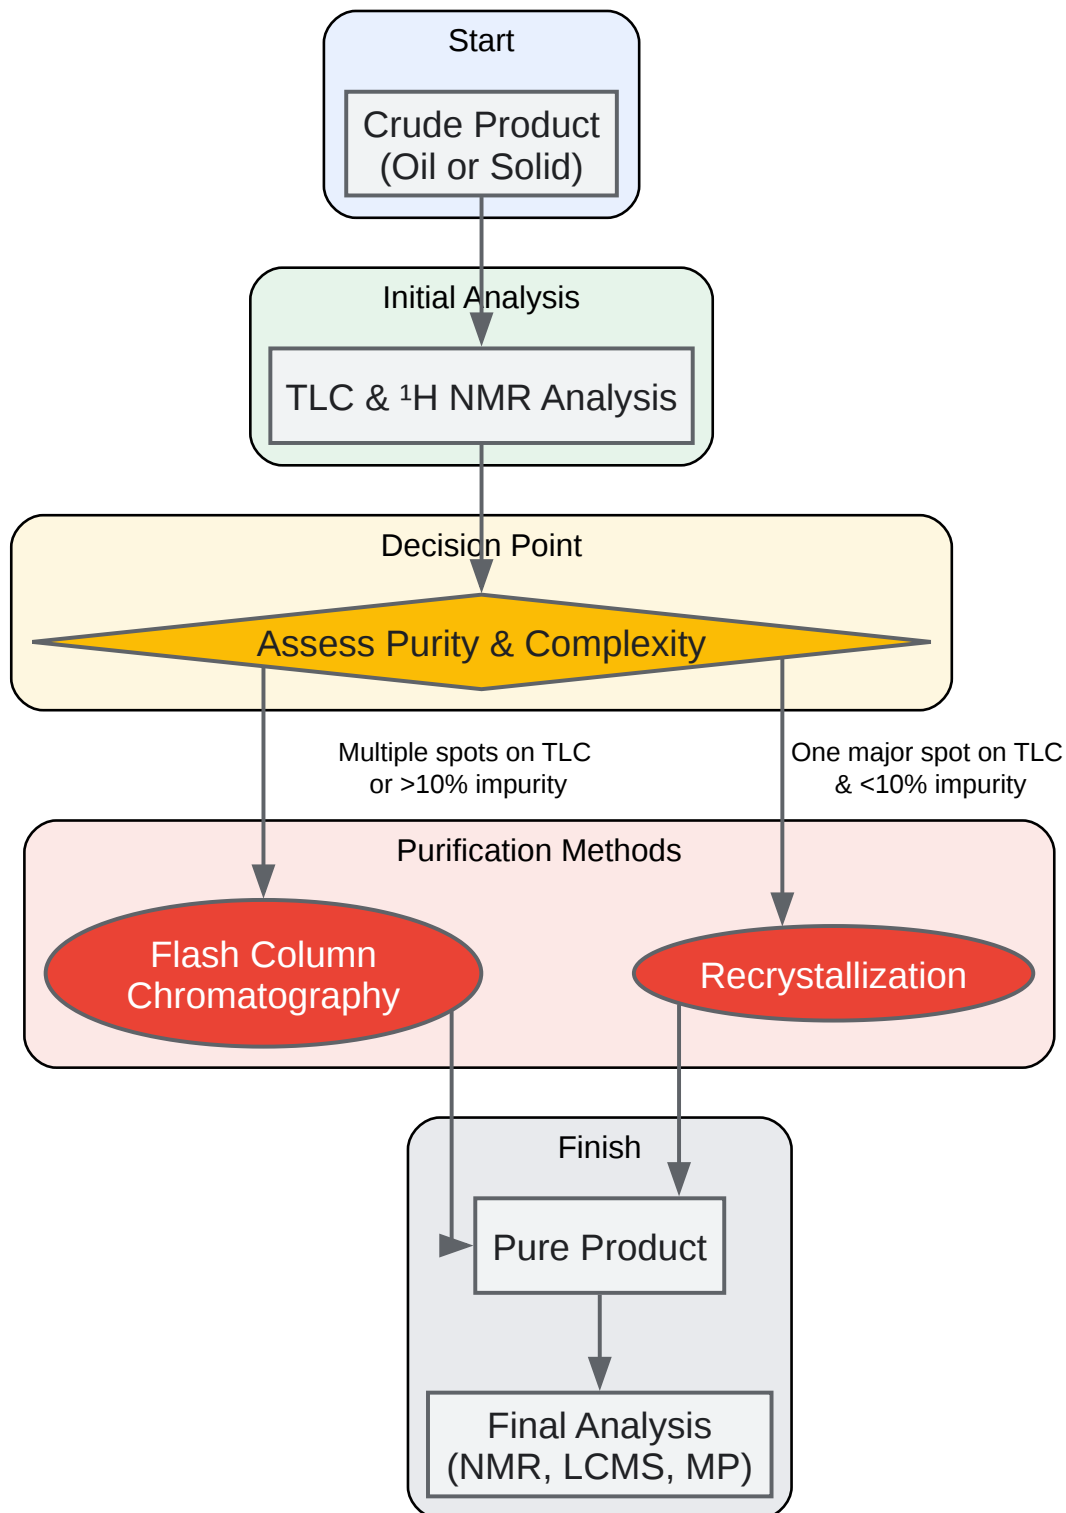 Start
Crude Product
(Oil or Solid)
Initial Analysis
TLC & ¹H NMR Analysis
Decision Point
Assess Purity & Complexity
Multiple spots on TLC
or >10% impurity
One major spot on TLC
& <10% impurity
Purification Methods
Flash Column
Chromatography
Recrystallization
Finish
Pure Product
Final Analysis
(NMR, LCMS, MP)